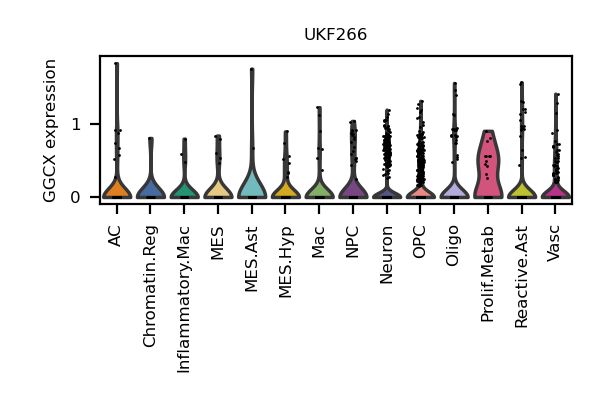 UKF266
GGCX expression
1
0
AC
Chromatin.Reg
Inflammatory.Mac
MES
MES.Ast
MES.Hyp
Mac
NPC
Neuron
OPC
Oligo
Prolif.Metab
Reactive.Ast
Vasc